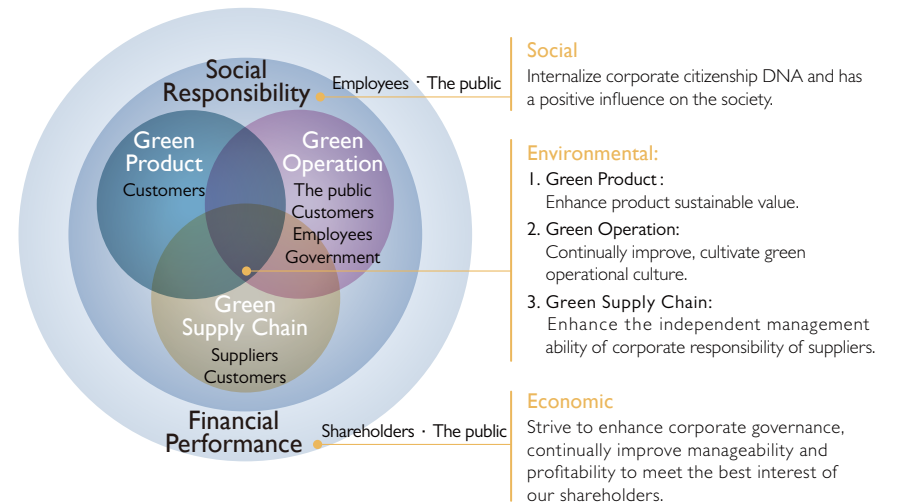 Social
Responsibility
Employees · The public
Green
Product
Customers
Green
Operation
The public
Customers
Employees
Government
Green
Supply Chain
Suppliers
Customers
Financial
Performance
Shareholders · The public
Social
Internalize corporate citizenship DNA and has
a positive influence on the society.
Environmental:
1. Green Product :
Enhance product sustainable value.
2. Green Operation:
Continually improve, cultivate green
operational culture.
3. Green Supply Chain:
Enhance the independent management
ability of corporate responsibility of suppliers.
Economic
Strive to enhance corporate governance,
continually improve manageability and
profitability to meet the best interest of
our shareholders.